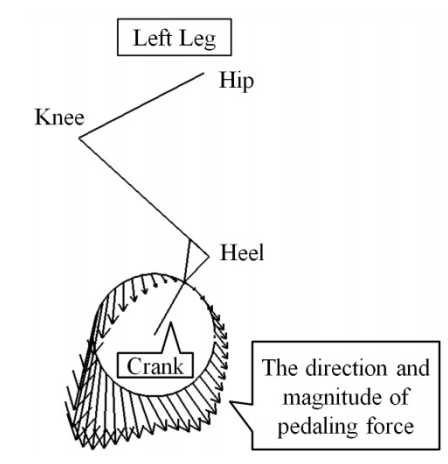 Left Leg
Hip
Knee
Heel
Crank
The direction and
magnitude of
pedaling force